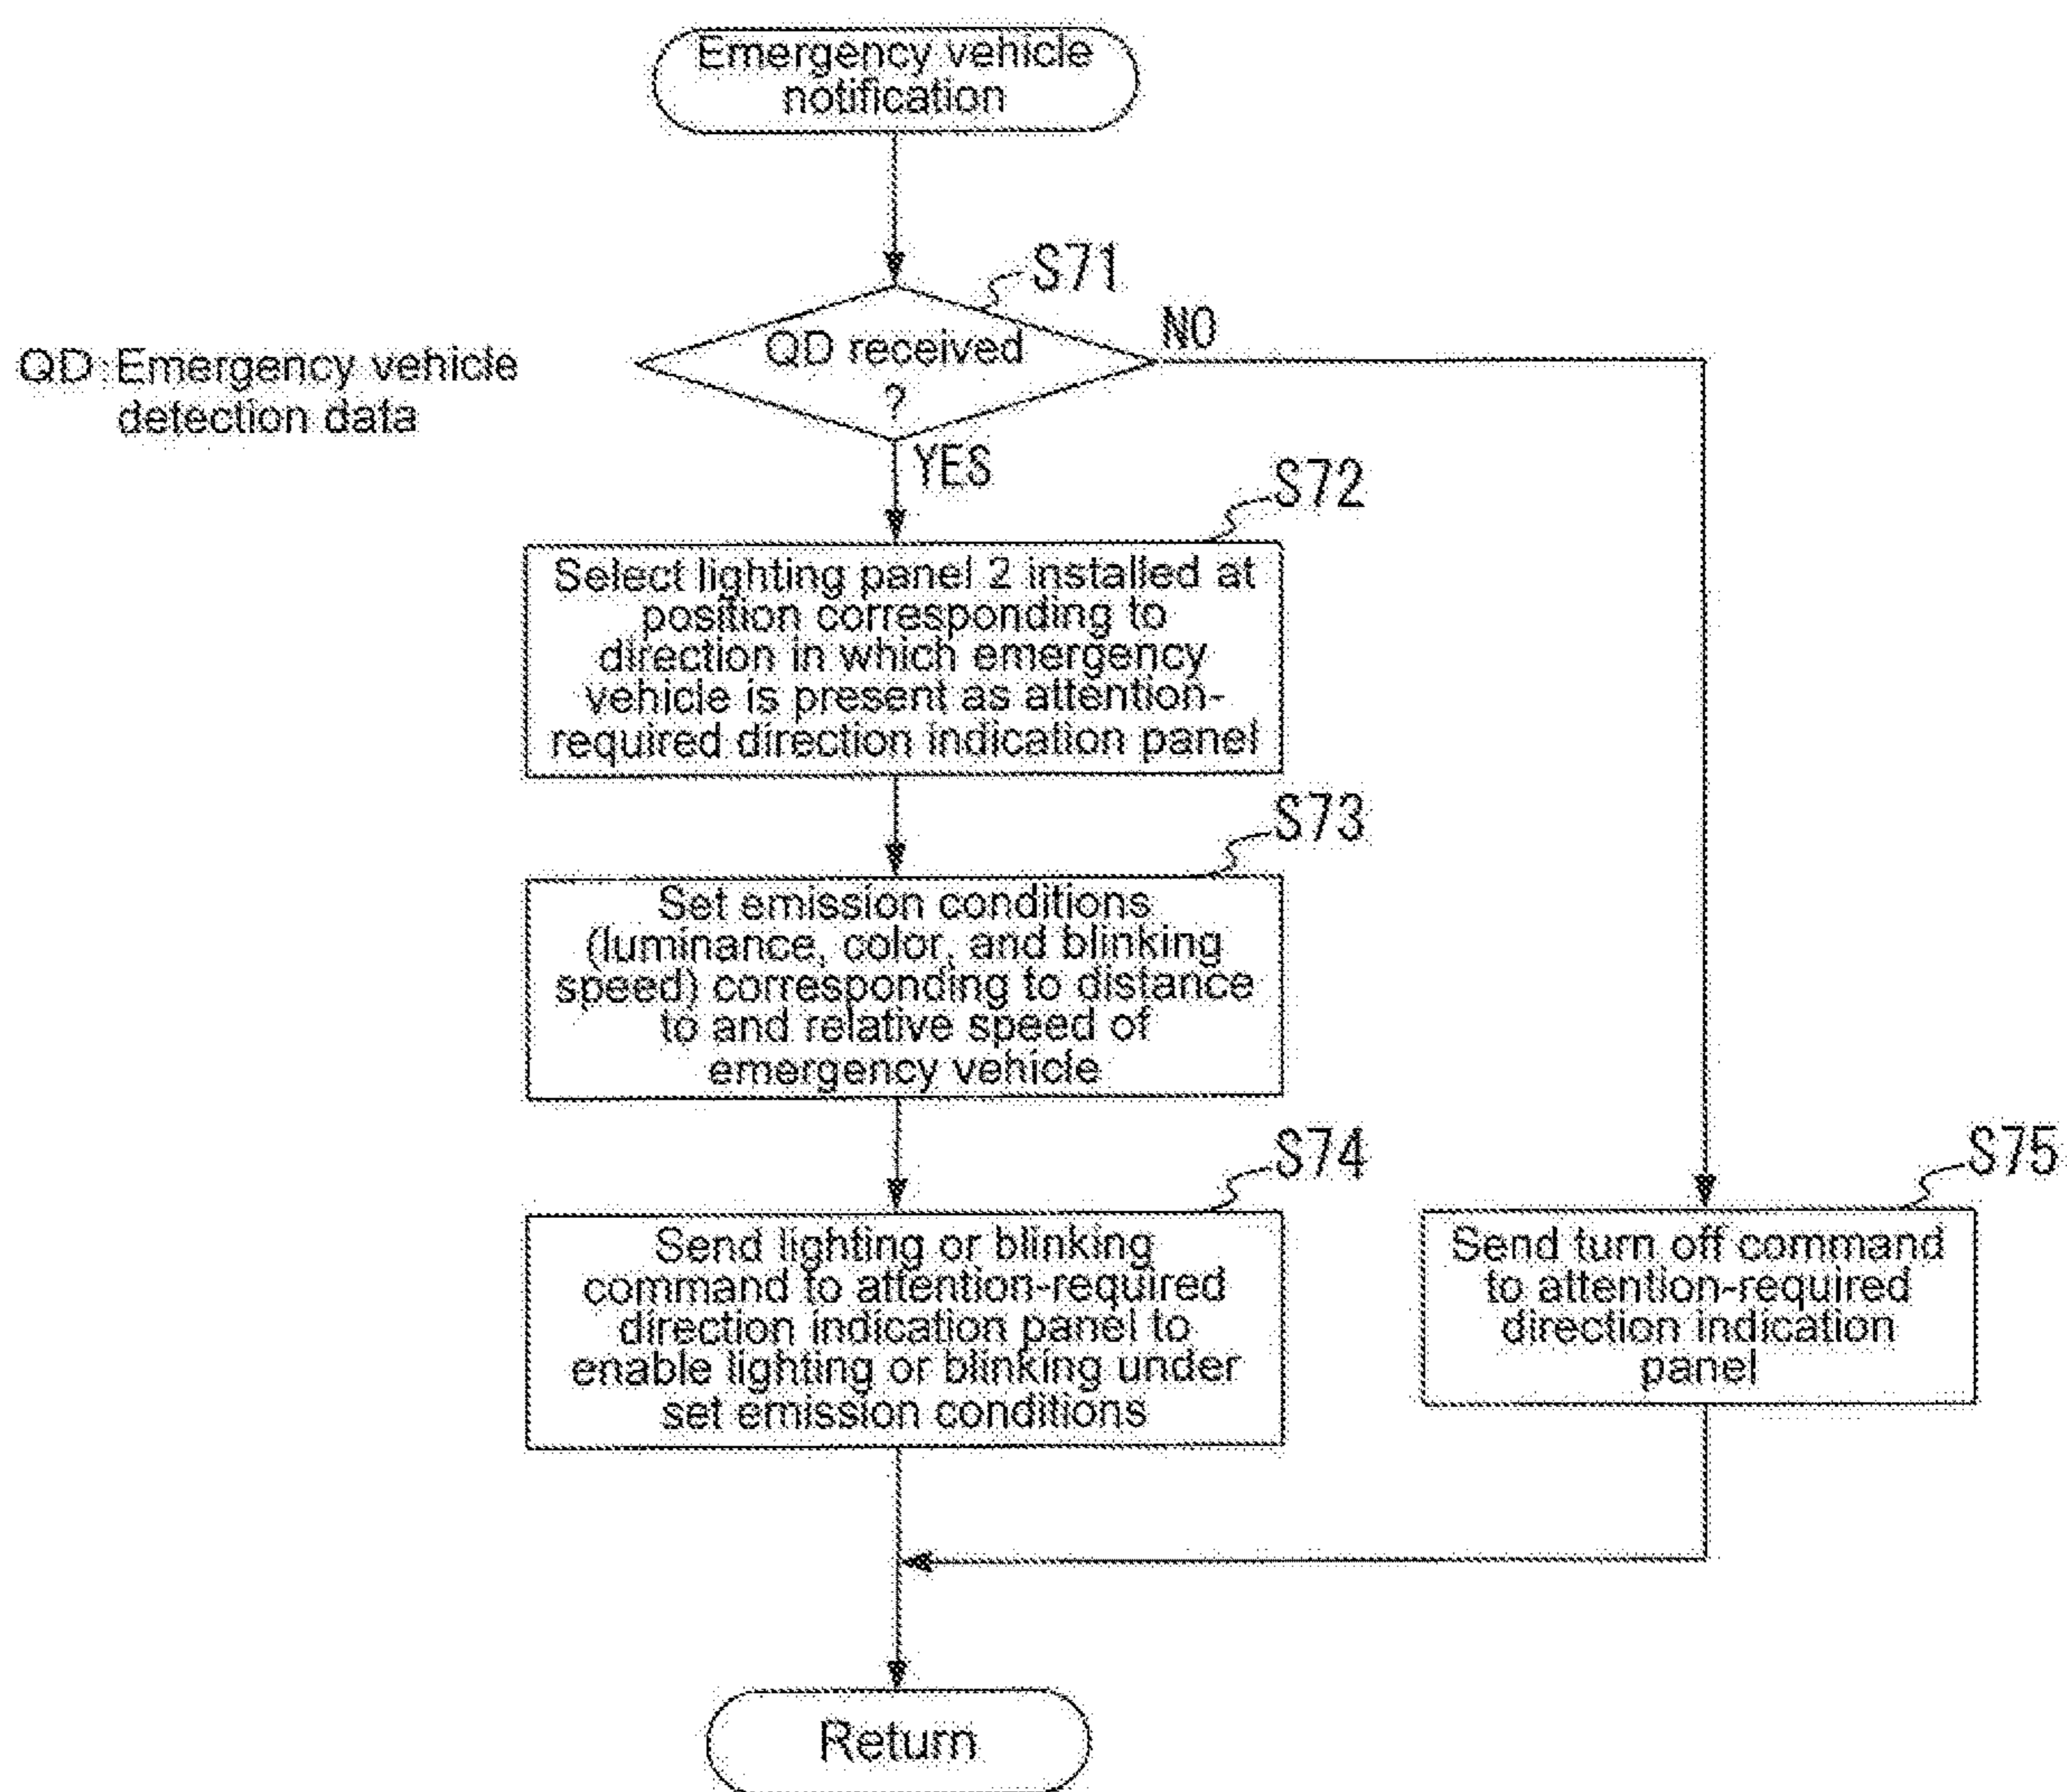 Emergency vehicle
notification
S71
QD received
?
NO
QD:Emergency vehicle
detection data
YES
S72
Select lighting panel 2 installed at
position corresponding to
direction in which emergency
vehicle is present as attention-
required direction indication panel
S73
Set emission conditions
(luminance, color, and blinking
speed) corresponding to distance
to and relative speed of
emergency vehicle
S74
Send lighting or blinking
command to attention-required
direction indication panel to
enable lighting or blinking under
set emission conditions
S75
Send turn off command
to attention-required
direction indication
panel
Return